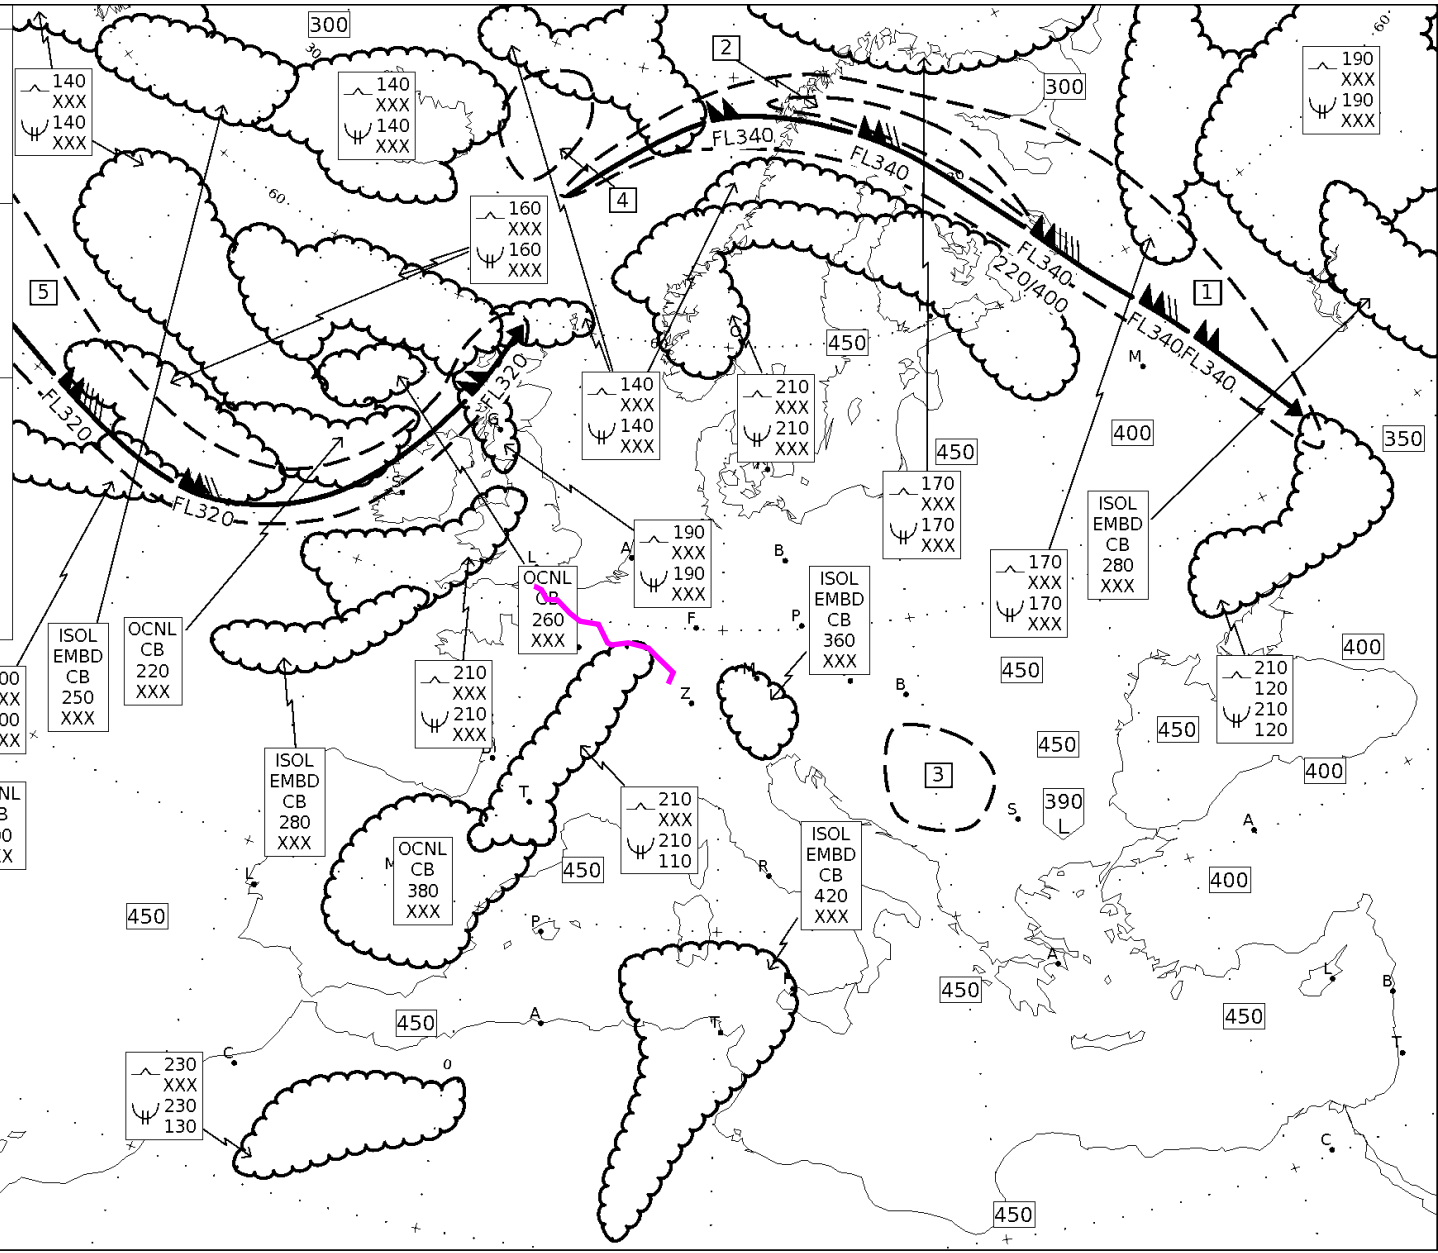 300
30
2
60
140
XXX
140
XXX
140
XXX
140
XXX
300
190
XXX
190
XXX
FL340
FL340
60
4
160
XXX
160
XXX
5
FL340
220/400
1
FL340
FL340
450
M
FL320
FL320
140
XXX
140
XXX
210
XXX
210
XXX
G
450
400
350
FL320
S
170
XXX
170
XXX
ISOL
EMBD
CB
280
XXX
190
XXX
190
XXX
L
A
B
OCNL
CB
260
XXX
ISOL
EMBD
CB
360
XXX
170
XXX
170
XXX
F
P
ISOL
EMBD
CB
250
XXX
OCNL
CB
220
XXX
400
210
XXX
210
XXX
450
210
120
210
120
M
Z
B
450
450
3
400
ISOL
EMBD
CB
280
XXX
T
210
XXX
210
110
390
L
S
A
ISOL
EMBD
CB
420
XXX
OCNL
CB
380
XXX
M
450
R
L
400
450
P
A
L
B
450
450
450
A
T
T
C
0
230
XXX
230
130
C
450